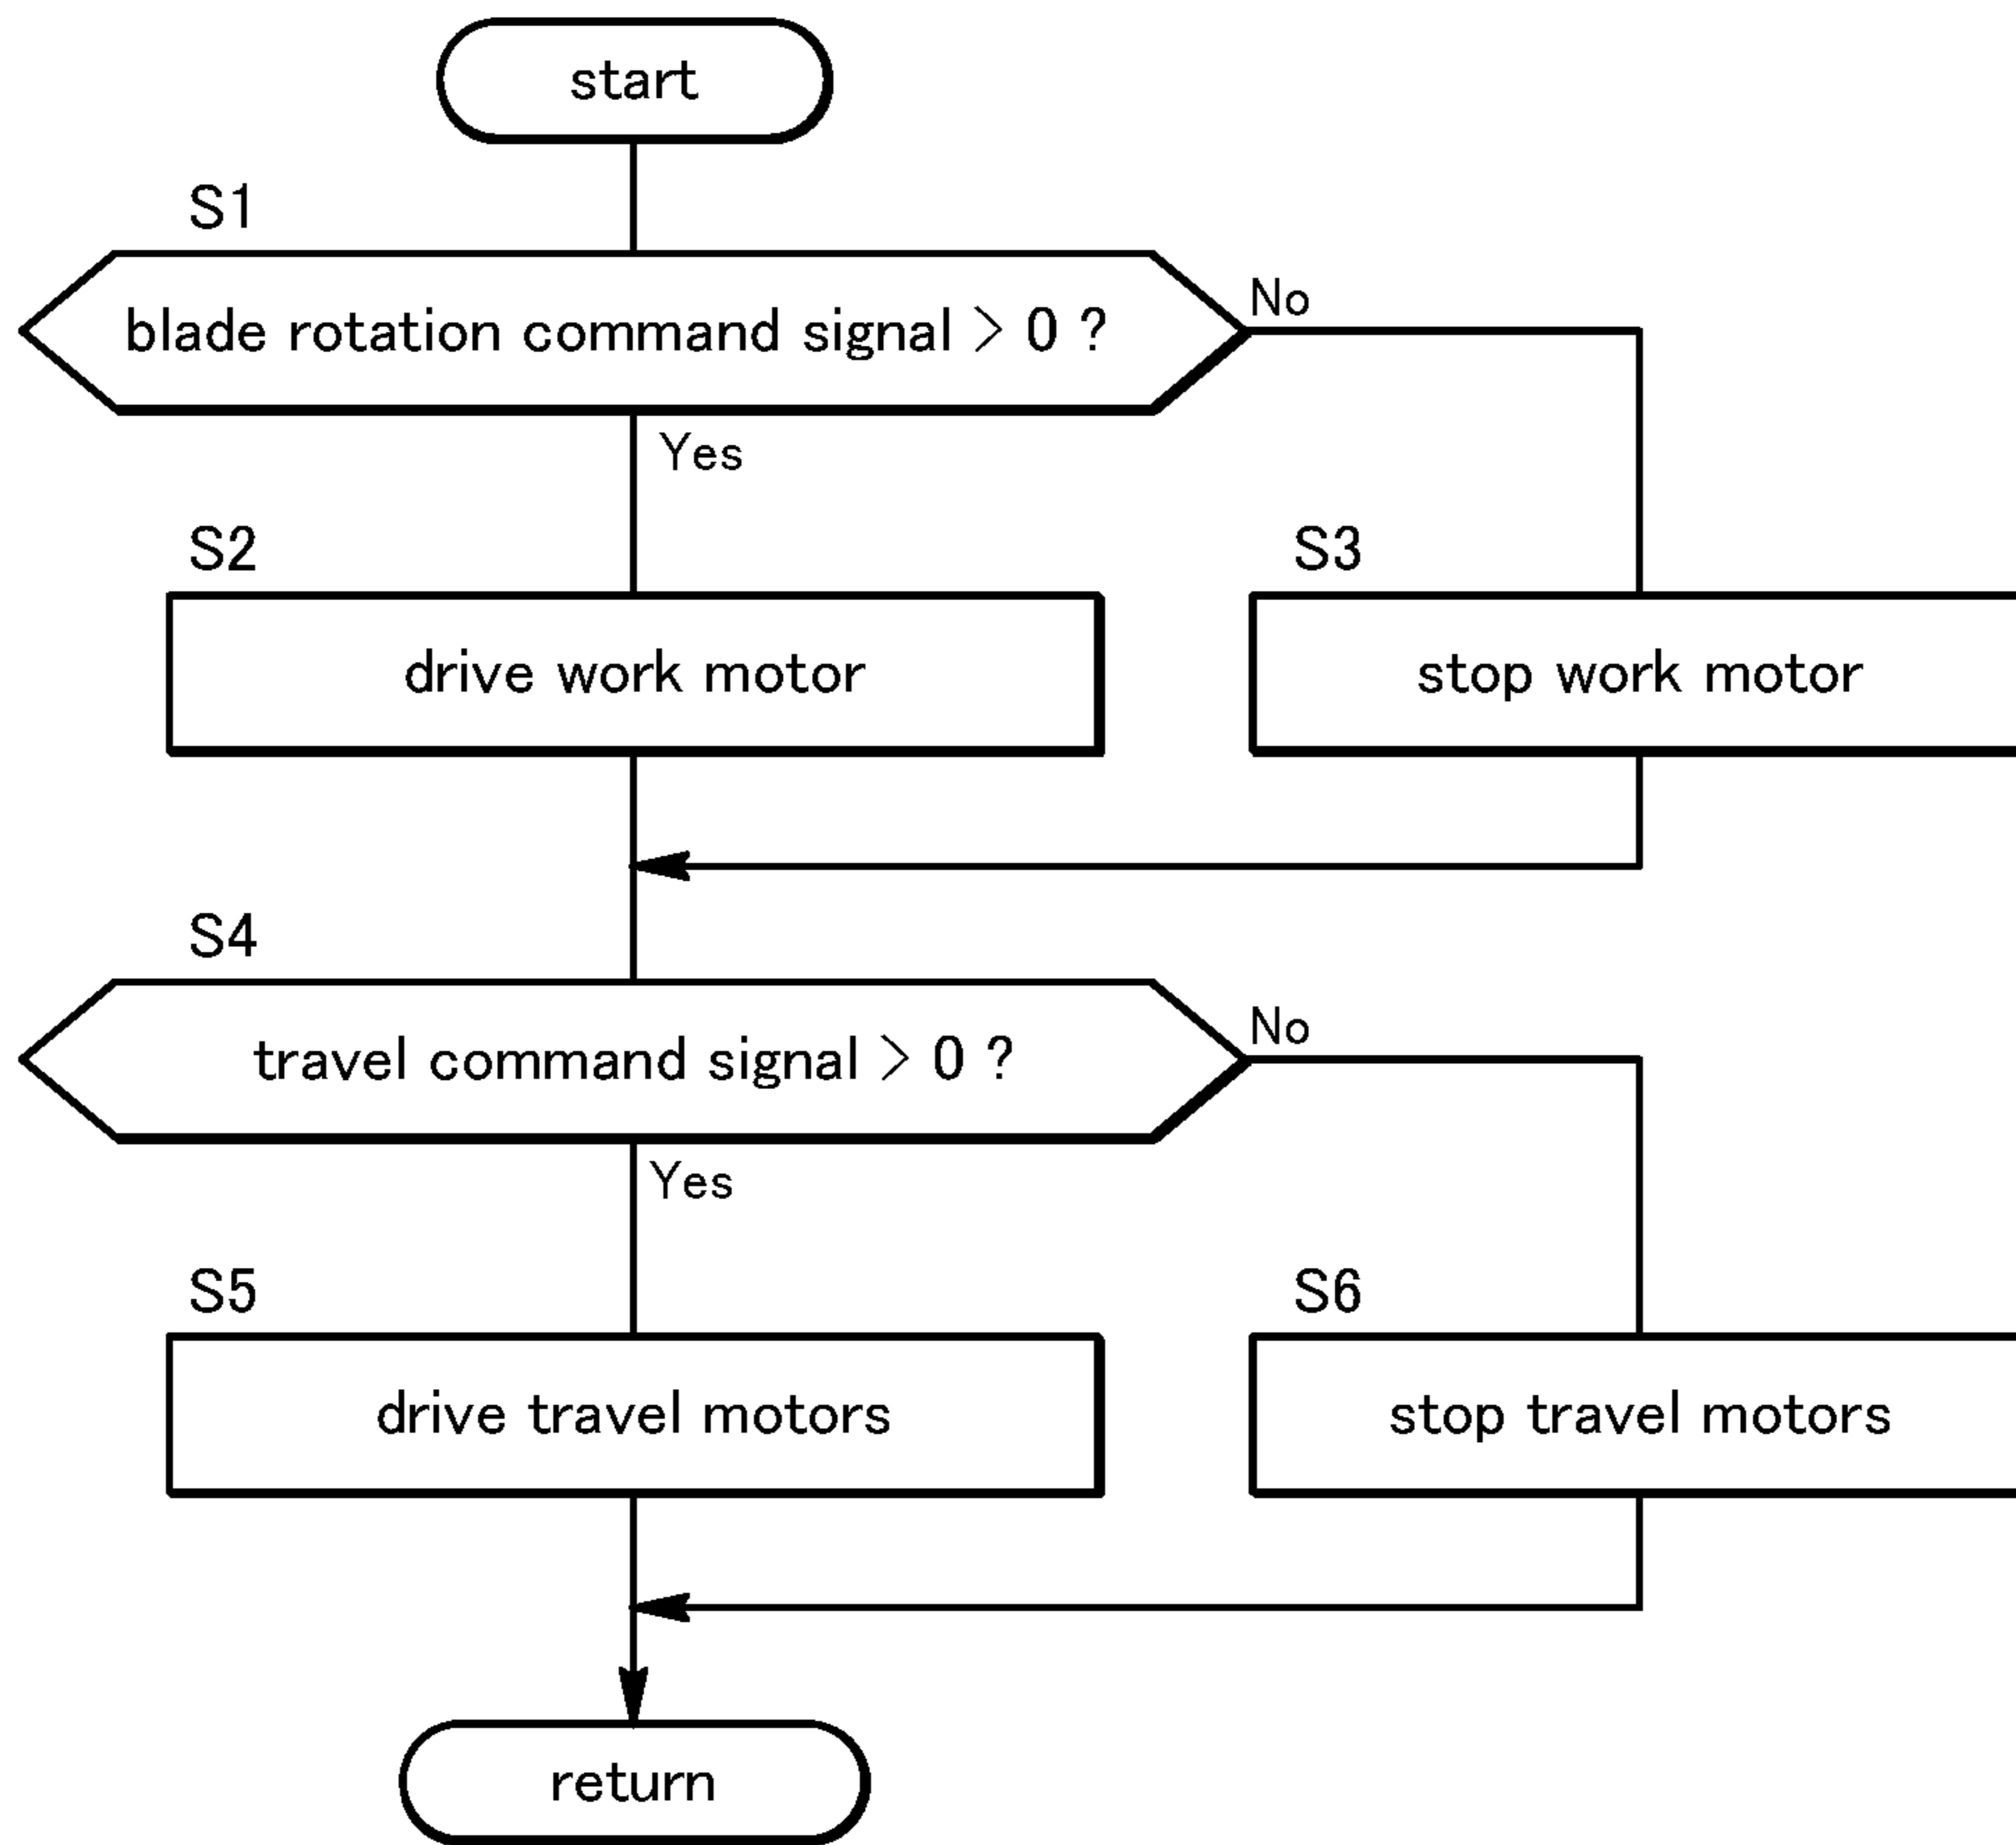 start
S1
blade rotation command signal > 0 ?
No
Yes
S2
S3
drive work motor
stop work motor
S4
travel command signal > 0 ?
No
Yes
S5
S6
drive travel motors
stop travel motors
return